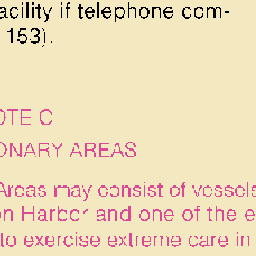 acility if telephone com-
153).
OTE C
ONARY AREAS
Areas may consist of vessels
on Harbor and one of the e
to exercise extreme care in